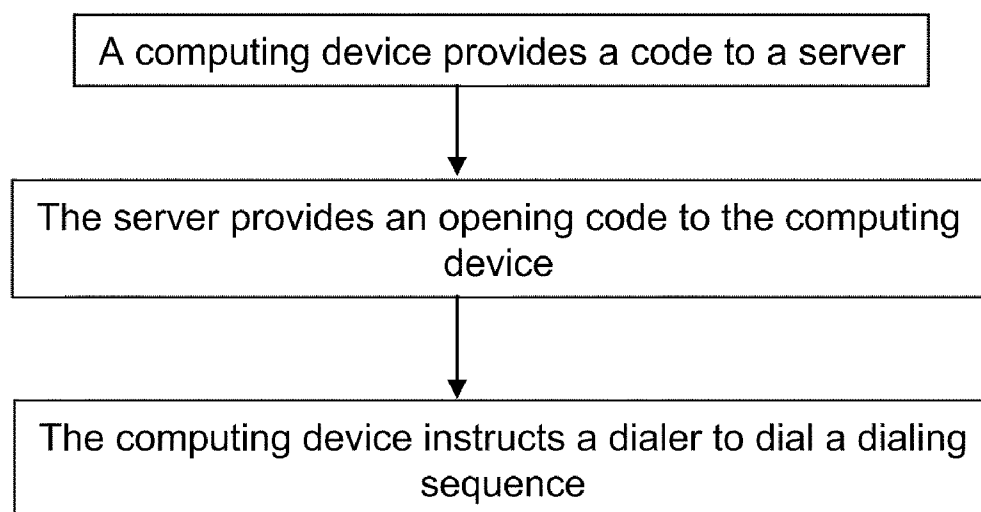 A computing device provides a code to a server
The server provides an opening code to the computing
device
The computing device instructs a dialer to dial a dialing
sequence